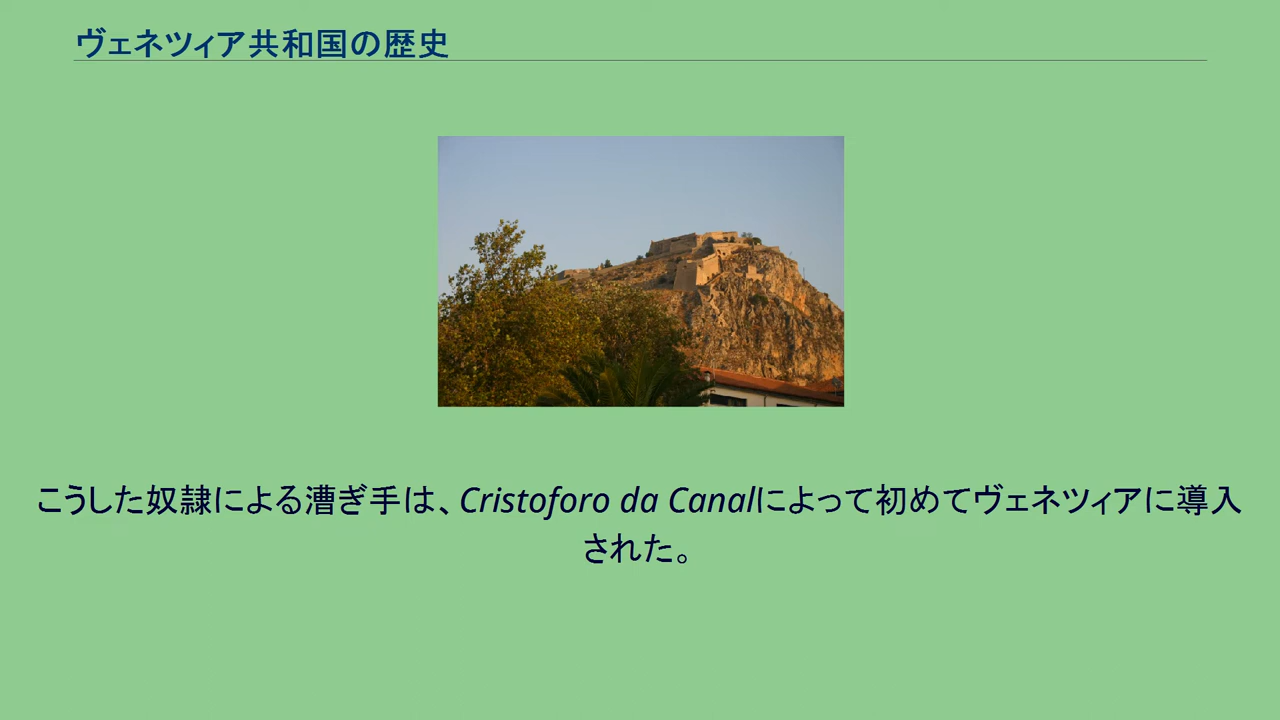 ヴェネツィア共和国の歴史
こうした奴隷による漕ぎ手は、Cristoforo da Canalによって初めてヴェネツィアに導入
された。